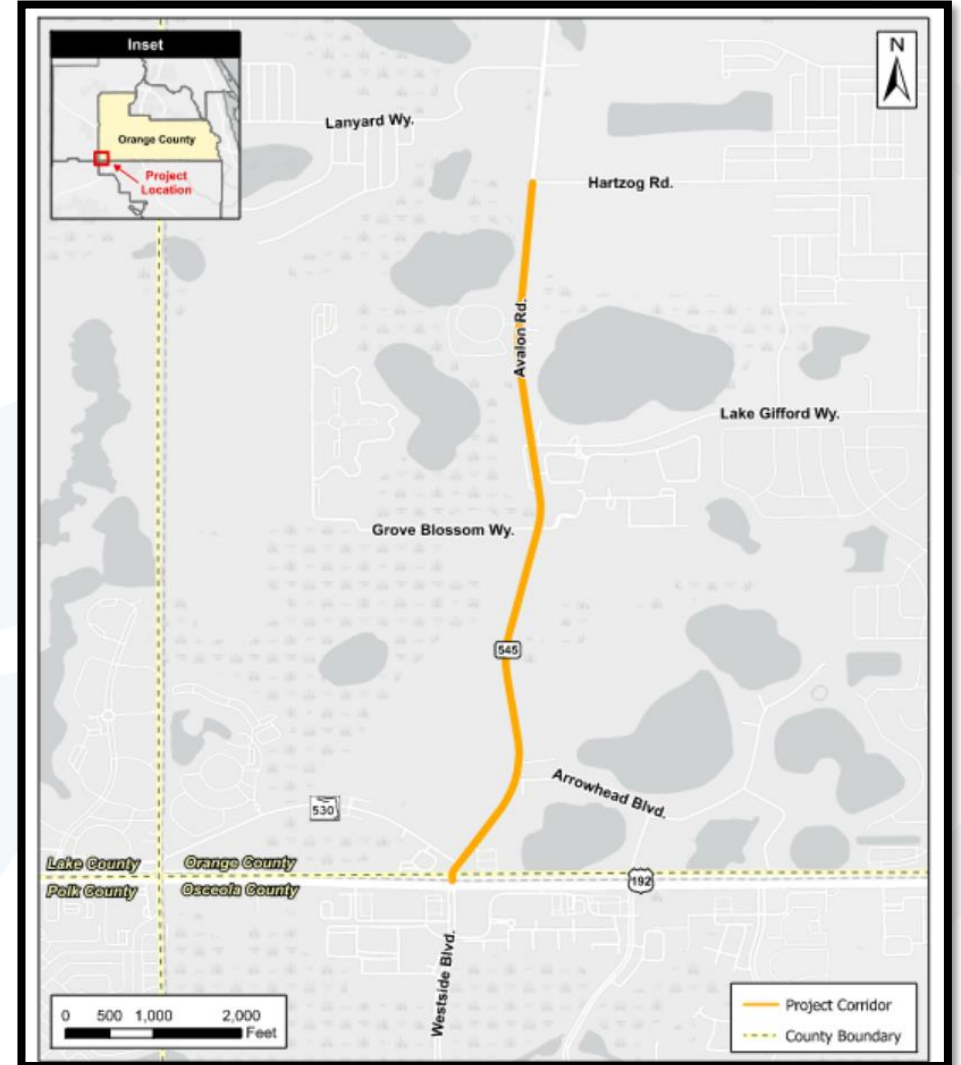 Inset
Orange County
Project
Location
N
Lanyard Wy.
Hartzog Rd.
Avalon Rd.
Lake Gifford Wy.
Grove Blossom Wy.
545
Arrowhead Blvd.
530
Lake County
Orange County
Polk County
Osceola County
192
Westside Blvd.
0 500 1,000 2,000
Feet
Project Corridor
County Boundary